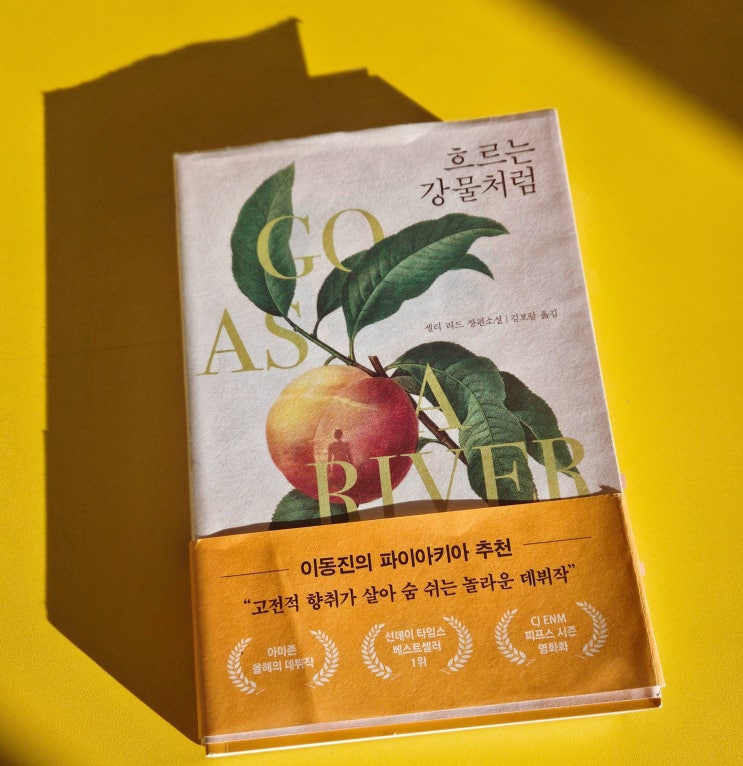 흐르는
강물처럼
GO
AS
A
RIVER
셸리 리드 장편소설 | 김보람 옮김
이동진의 파이아키아 추천
“고전적 향취가 살아 숨 쉬는 놀라운 데뷔작”
아마존
올해의 데뷔작
선데이 타임스
베스트셀러
1위
CJ ENM
피프스 시즌
영화화